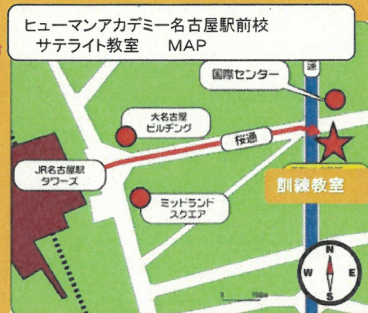 ヒューマンアカデミー名古屋駅前校
サテライト教室 MAP
国際センター
大名古屋
ビルヂング
桜通
JR名古屋駅
タワーズ
訓練教室
ミッドランド
スクエア
N
W E
S
0